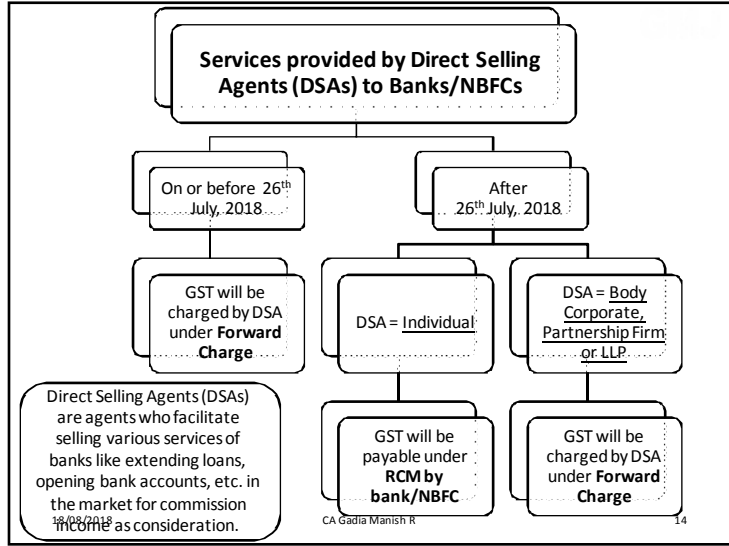 Services provided by Direct Selling
Agents (DSAs) to Banks/NBFCs
On or before 26th
July, 2018
After
26th July, 2018
GST will be
charged by DSA
under Forward
Charge
DSA = Individual
DSA = Body
Corporate,
Partnership Firm
or LLP
GST will be
payable under
RCM by
bank/NBFC
GST will be
charged by DSA
under Forward
Charge
Direct Selling Agents (DSAs)
are agents who facilitate
selling various services of
banks like extending loans,
opening bank accounts, etc. in
the market for commission
income as consideration.
18/08/2018
CA Gadia Manish R
14